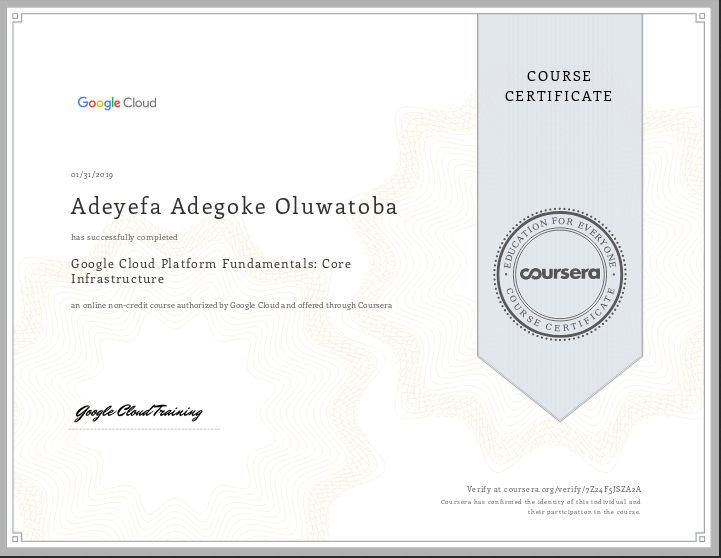 COURSE
CERTIFICATE
Google Cloud
01/31/2019
Adeyefa Adegoke Oluwatoba
has successfully completed
Google Cloud Platform Fundamentals: Core
Infrastructure
an online non-credit course authorized by Google Cloud and offered through Coursera
EDUCATION FOR EVERYONE
coursera
COURSE CERTIFICATE
Google Cloud Training
Verify at coursera.org/verify/7Z24F5JSZA2A
Coursera has confirmed the identity of this individual and
their participation in the course.